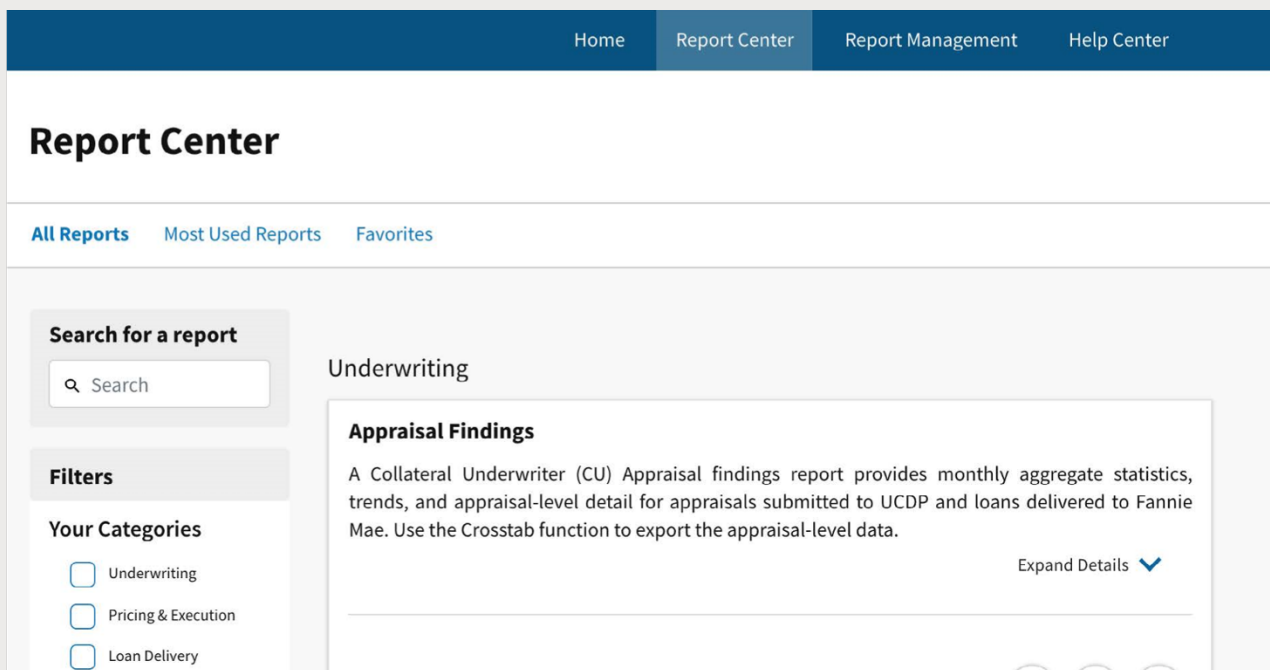 Home Report Center Report Management Help Center
Report Center
All Reports Most Used Reports Favorites
Search for a report
Search
Filters
Your Categories
Underwriting
Pricing & Execution
Loan Delivery
Underwriting
Appraisal Findings
A Collateral Underwriter (CU) Appraisal findings report provides monthly aggregate statistics,
trends, and appraisal-level detail for appraisals submitted to UCDP and loans delivered to Fannie
Mae. Use the Crosstab function to export the appraisal-level data.
Expand Details